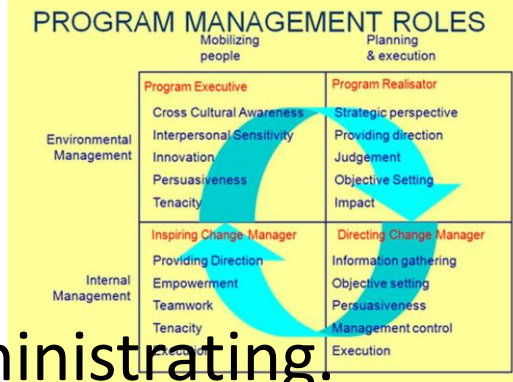 PROGRAM MANAGEMENT ROLES
Mobilizing people
Planning & execution
Environmental Management
Program Executive
Cross Cultural Awareness
Interpersonal Sensitivity
Innovation
Persuasiveness
Tenacity
Program Realisator
Strategic perspective
Providing direction
Judgement
Objective Setting
Impact
Internal Management
Inspiring Change Manager
Providing Direction
Empowerment
Teamwork
Tenacity
Execution
Directing Change Manager
Information gathering
Objective setting
Persuasiveness
Management control
Execution
ministrating.